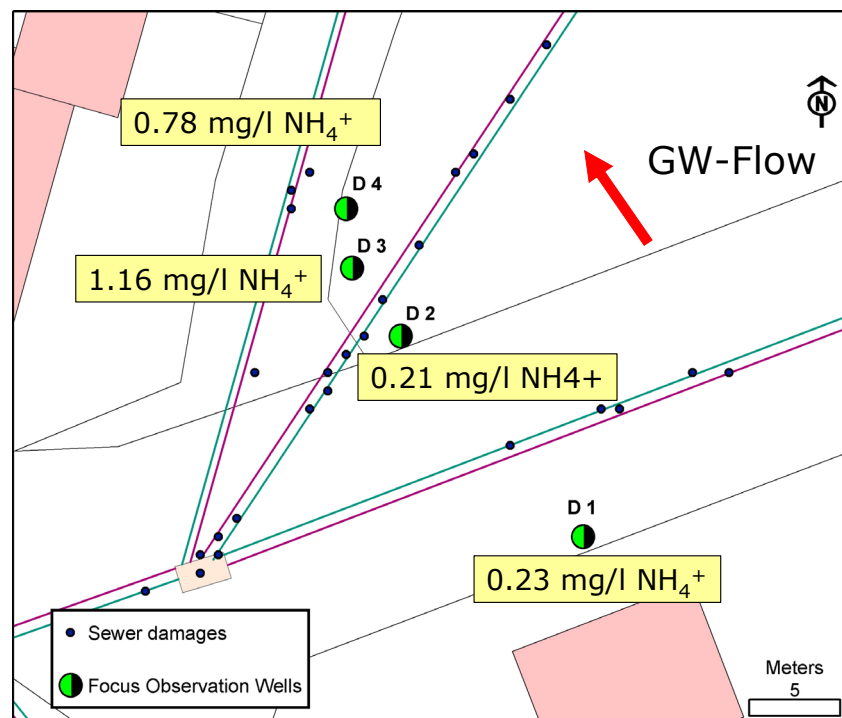 0.78 mg/l NH₄⁺
N
GW-Flow
D 4
D 3
1.16 mg/l NH₄⁺
D 2
0.21 mg/l NH4+
D 1
0.23 mg/l NH₄⁺
Sewer damages
Focus Observation Wells
Meters
5